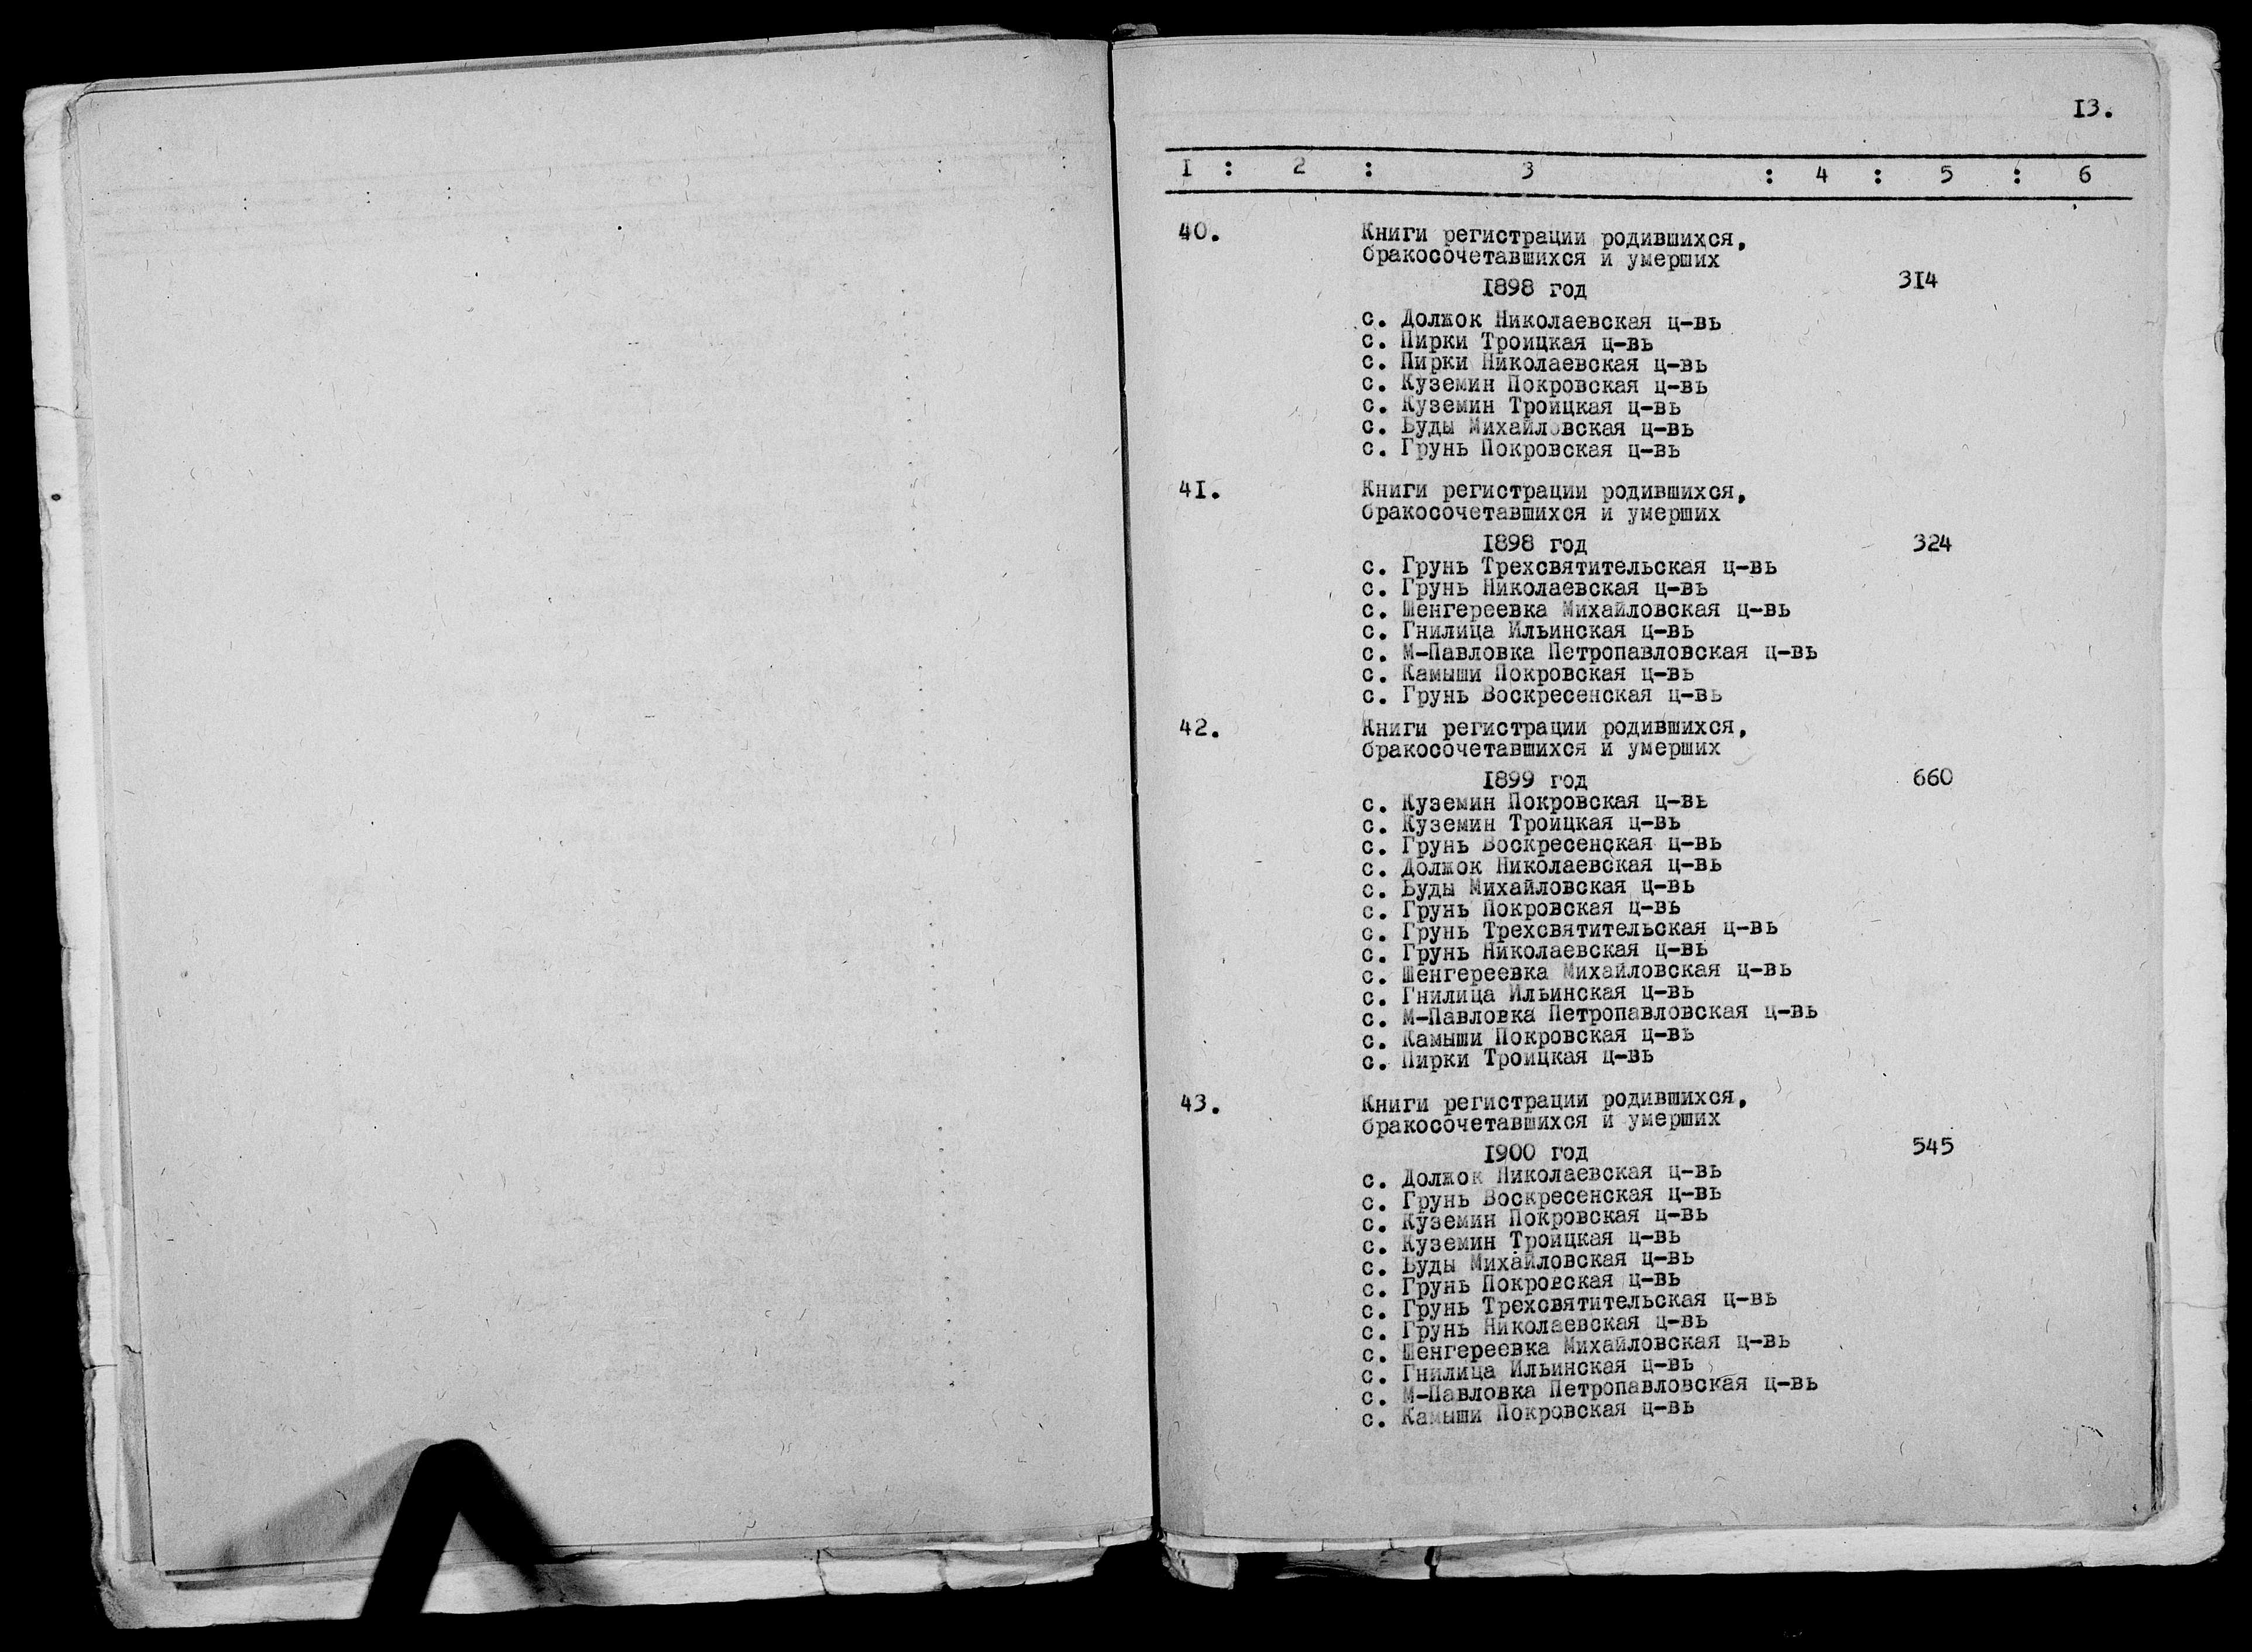 13.
1 : 2 : 3 : 4 : 5 : 6
40. Книги регистрации родившихся,
бракосочетавшихся и умерших
1898 год 314
с. Должок Николаевская ц-вь
с. Пирки Троицкая ц-вь
с. Пирки Николаевская ц-вь
с. Куземин Покровская ц-вь
с. Куземин Троицкая ц-вь
с. Буды Михайловская ц-вь
с. Грунь Покровская ц-вь
41. Книги регистрации родившихся,
бракосочетавшихся и умерших
1898 год 324
с. Грунь Трехсвятительская ц-вь
с. Грунь Николаевская ц-вь
с. Шенгереевка Михайловская ц-вь
с. Гнилица Ильинская ц-вь
с. М-Павловка Петропавловская ц-вь
с. Камыши Покровская ц-вь
с. Грунь Воскресенская ц-вь
42. Книги регистрации родившихся,
бракосочетавшихся и умерших
1899 год 660
с. Куземин Покровская ц-вь
с. Куземин Троицкая ц-вь
с. Грунь Воскресенская ц-вь
с. Должок Николаевская ц-вь
с. Буды Михайловская ц-вь
с. Грунь Покровская ц-вь
с. Грунь Трехсвятительская ц-вь
с. Грунь Николаевская ц-вь
с. Шенгереевка Михайловская ц-вь
с. Гнилица Ильинская ц-вь
с. М-Павловка Петропавловская ц-вь
с. Камыши Покровская ц-вь
с. Пирки Троицкая ц-вь
43. Книги регистрации родившихся,
бракосочетавшихся и умерших
1900 год 545
с. Должок Николаевская ц-вь
с. Грунь Воскресенская ц-вь
с. Куземин Покровская ц-вь
с. Куземин Троицкая ц-вь
с. Буды Михайловская ц-вь
с. Грунь Покровская ц-вь
с. Грунь Трехсвятительская ц-вь
с. Грунь Николаевская ц-вь
с. Шенгереевка Михайловская ц-вь
с. Гнилица Ильинская ц-вь
с. М-Павловка Петропавловская ц-вь
с. Камыши Покровская ц-вь